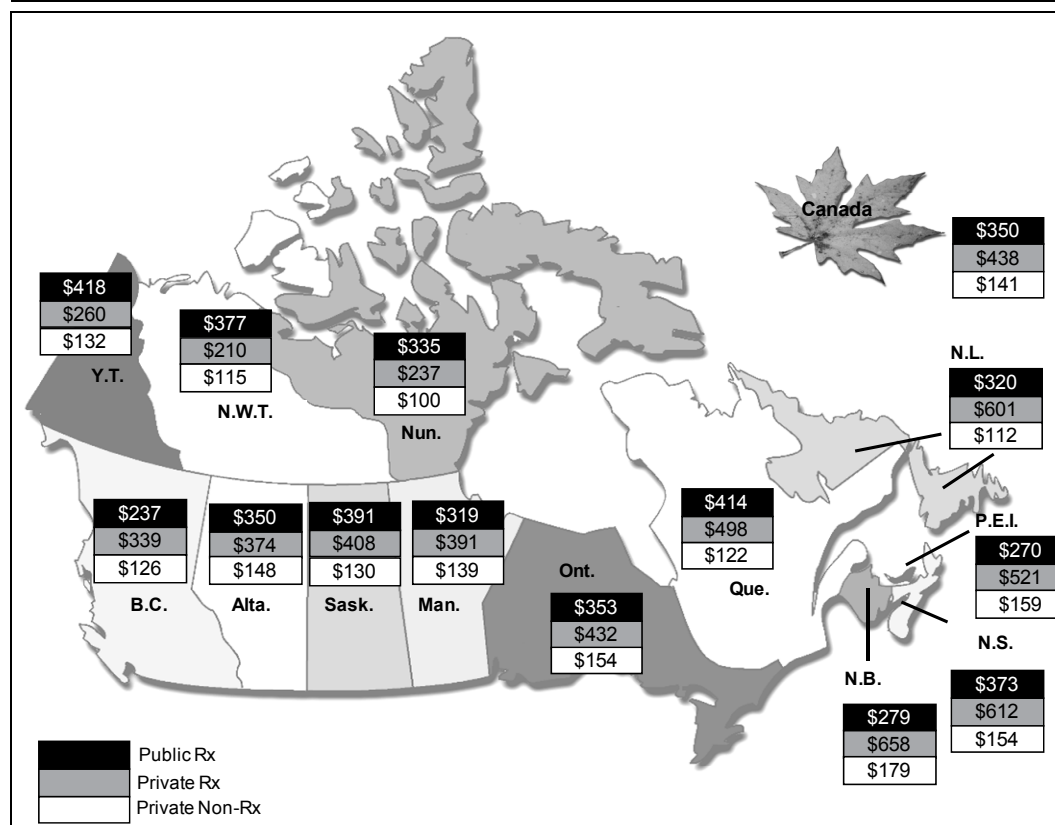 Canada
$350
$438
$141
$418
$260
$132
Y.T.
$377
$210
$115
N.W.T.
$335
$237
$100
Nun.
N.L.
$320
$601
$112
$237
$339
$126
B.C.
$350
$374
$148
Alta.
$391
$408
$130
Sask.
$319
$391
$139
Man.
Ont.
$353
$432
$154
$414
$498
$122
Que.
P.E.I.
$270
$521
$159
N.S.
$373
$612
$154
N.B.
$279
$658
$179
Public Rx
Private Rx
Private Non-Rx